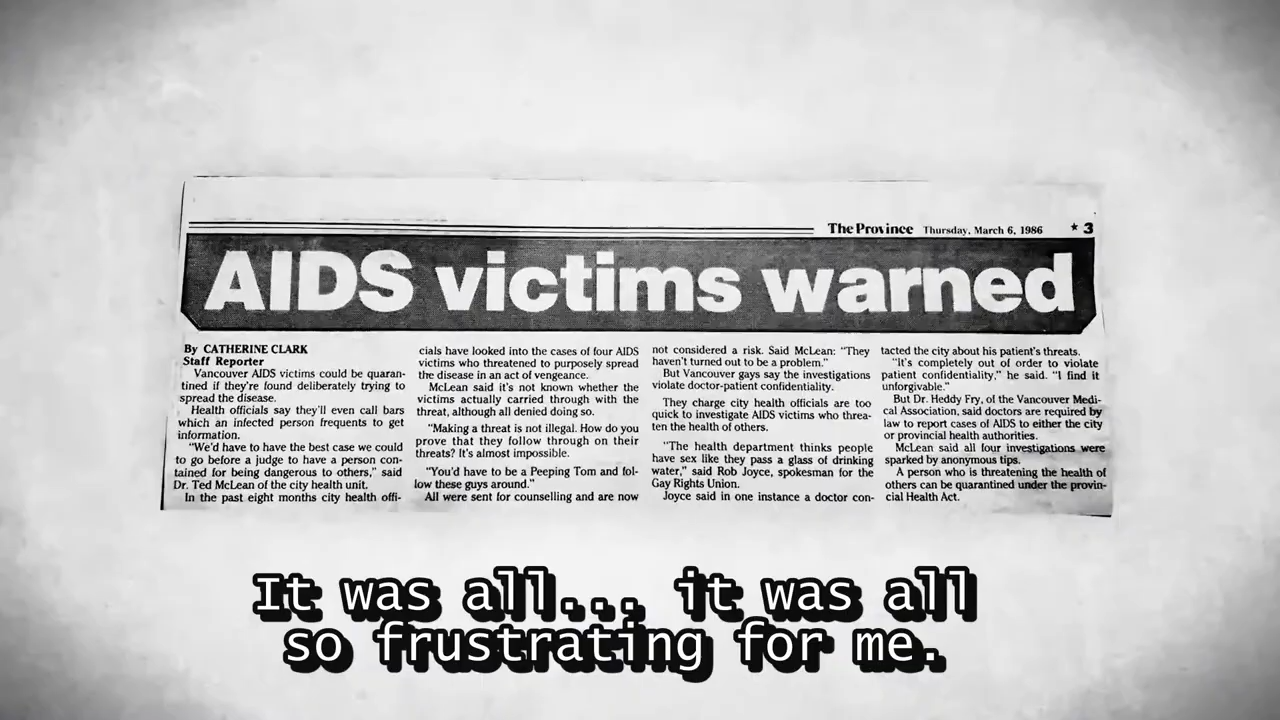 The Province Thursday, March 6, 1986 ★ 3
AIDS victims warned
By CATHERINE CLARK
Staff Reporter
Vancouver AIDS victims could be quaran-
tined if they're found deliberately trying to
spread the disease.
Health officials say they'll even call bars
which an infected person frequents to get
information.
"We'd have to have the best case we could
to go before a judge to have a person con-
tained for being dangerous to others," said
Dr. Ted McLean of the city health unit.
In the past eight months city health offi-
cials have looked into the cases of four AIDS
victims who threatened to purposely spread
the disease in an act of vengeance.
McLean said it's not known whether the
victims actually carried through with the
threat, although all denied doing so.
"Making a threat is not illegal. How do you
prove that they follow through on their
threats? It's almost impossible.
"You'd have to be a Peeping Tom and fol-
low these guys around."
All were sent for counselling and are now
not considered a risk. Said McLean: "They
haven't turned out to be a problem."
But Vancouver gays say the investigations
violate doctor-patient confidentiality.
They charge city health officials are too
quick to investigate AIDS victims who threa-
ten the health of others.
"The health department thinks people
have sex like they pass a glass of drinking
water," said Rob Joyce, spokesman for the
Gay Rights Union.
Joyce said in one instance a doctor con-
tacted the city about his patient's threats.
"It's completely out of order to violate
patient confidentiality," he said. "I find it
unforgivable."
But Dr. Heddy Fry, of the Vancouver Medi-
cal Association, said doctors are required by
law to report cases of AIDS to either the city
or provincial health authorities.
McLean said all four investigations were
sparked by anonymous tips.
A person who is threatening the health of
others can be quarantined under the provin-
cial Health Act.
It was all... it was all
so frustrating for me.